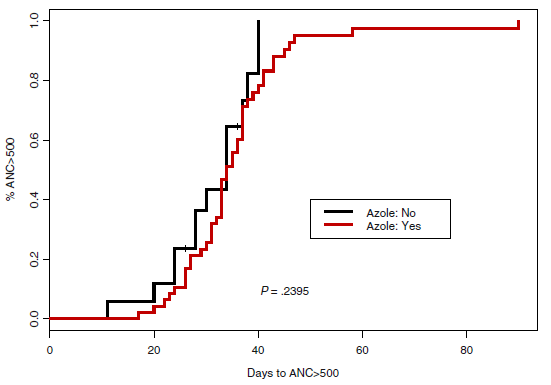 1.0
0.8
0.6
0.4
0.2
0.0
% ANC>500
Azole: No
Azole: Yes
P = .2395
0 20 40 60 80
Days to ANC>500